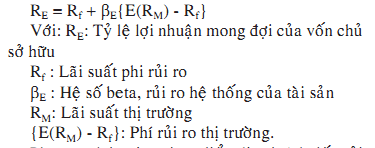 R_E = R_f + β_E{E(R_M) - R_f}
Với: R_E: Tỷ lệ lợi nhuận mong đợi của vốn chủ
sở hữu
R_f : Lãi suất phi rủi ro
β_E : Hệ số beta, rủi ro hệ thống của tài sản
R_M: Lãi suất thị trường
{E(R_M) - R_f}: Phí rủi ro thị trường.